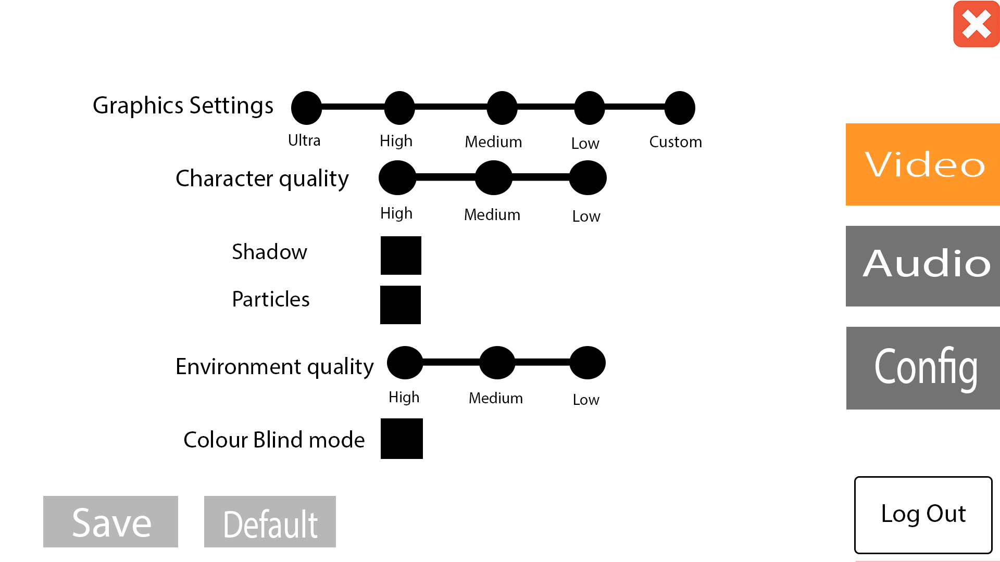 Graphics Settings
Ultra High Medium Low Custom
Character quality
High Medium Low
Shadow
Particles
Environment quality
High Medium Low
Colour Blind mode
Save Default
Video
Audio
Config
Log Out